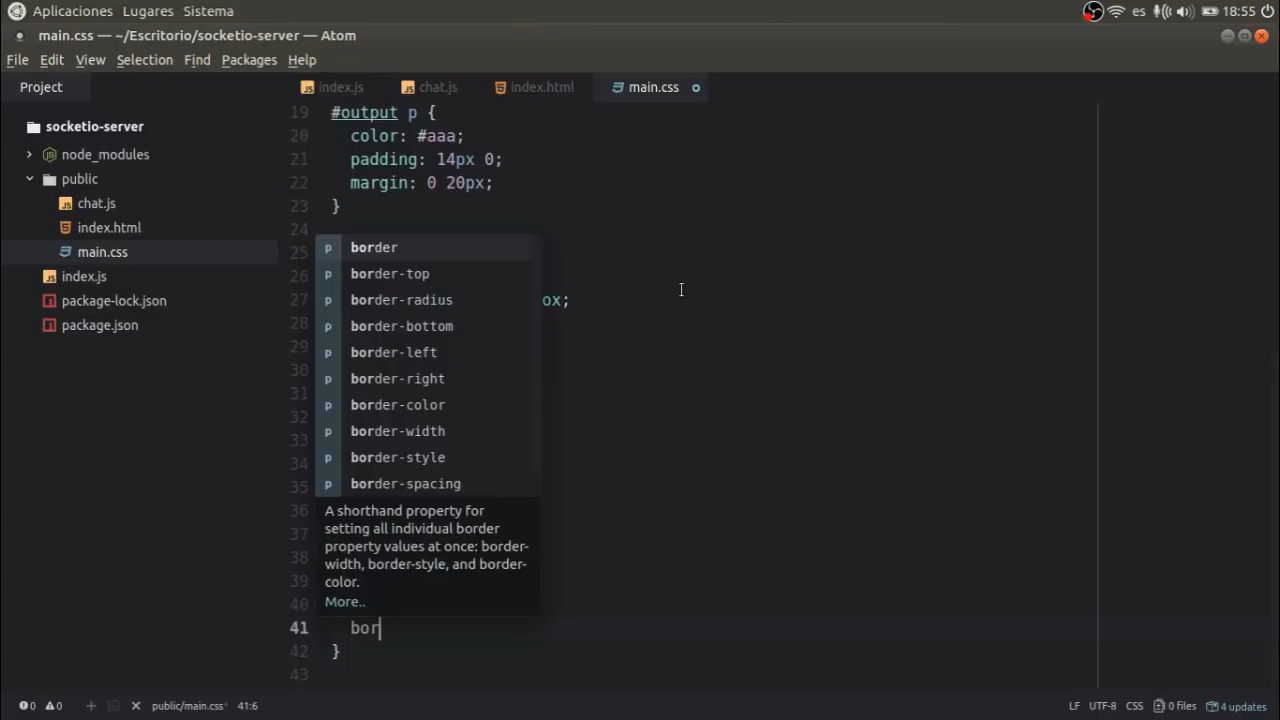 Aplicaciones Lugares Sistema
es 18:55
main.css — ~/Escritorio/socketio-server — Atom
File Edit View Selection Find Packages Help
Project
index.js chat.js index.html main.css
socketio-server
node_modules
public
chat.js
index.html
main.css
index.js
package-lock.json
package.json
19 #output p {
20 color: #aaa;
21 padding: 14px 0;
22 margin: 0 20px;
23 }
24
25
26
27 ox;
28
29
30
31
32
33
34
35
36
37
38
39
40
41 bor
42 }
43
p border
p border-top
p border-radius
p border-bottom
p border-left
p border-right
p border-color
p border-width
p border-style
p border-spacing
A shorthand property for
setting all individual border
property values at once: border-
width, border-style, and border-
color.
More..
0 0 public/main.css* 41:6
LF UTF-8 CSS 0 files 4 updates